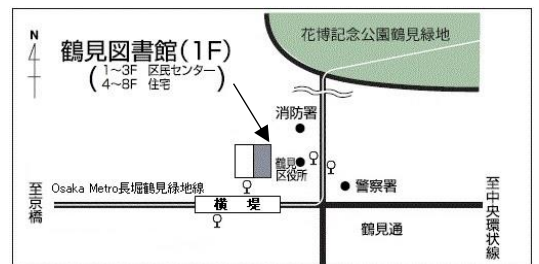 N
花博記念公園鶴見緑地
鶴見図書館(1F)
(1～3F 区民センター
4～8F 住宅)
消防署
鶴見
区役所
警察署
Osaka Metro長堀鶴見緑地線
至京橋
横堤
鶴見通
至中央環状線